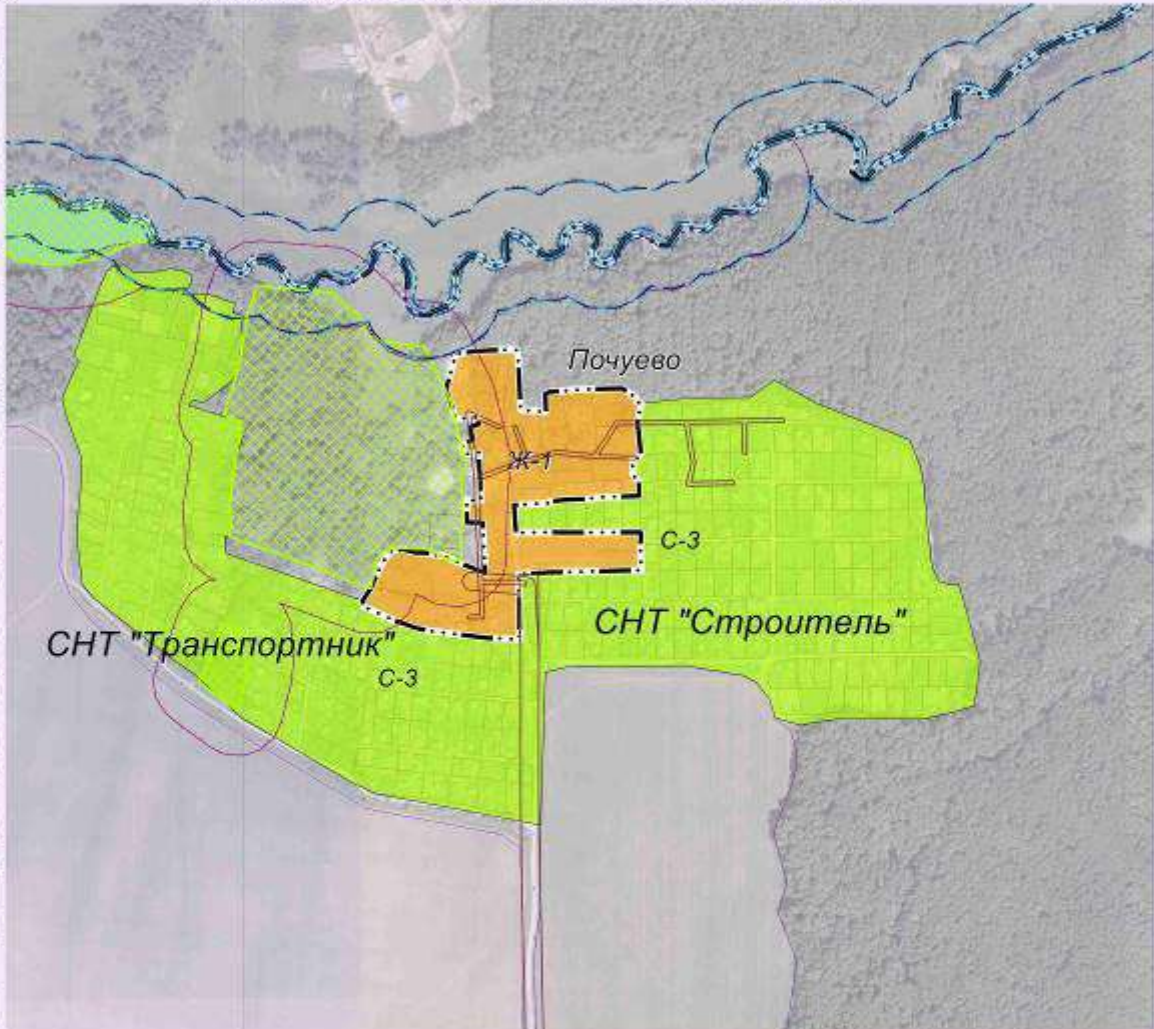 Почуево
Ж-1
С-3
СНТ "Строитель"
СНТ "Транспортник"
С-3